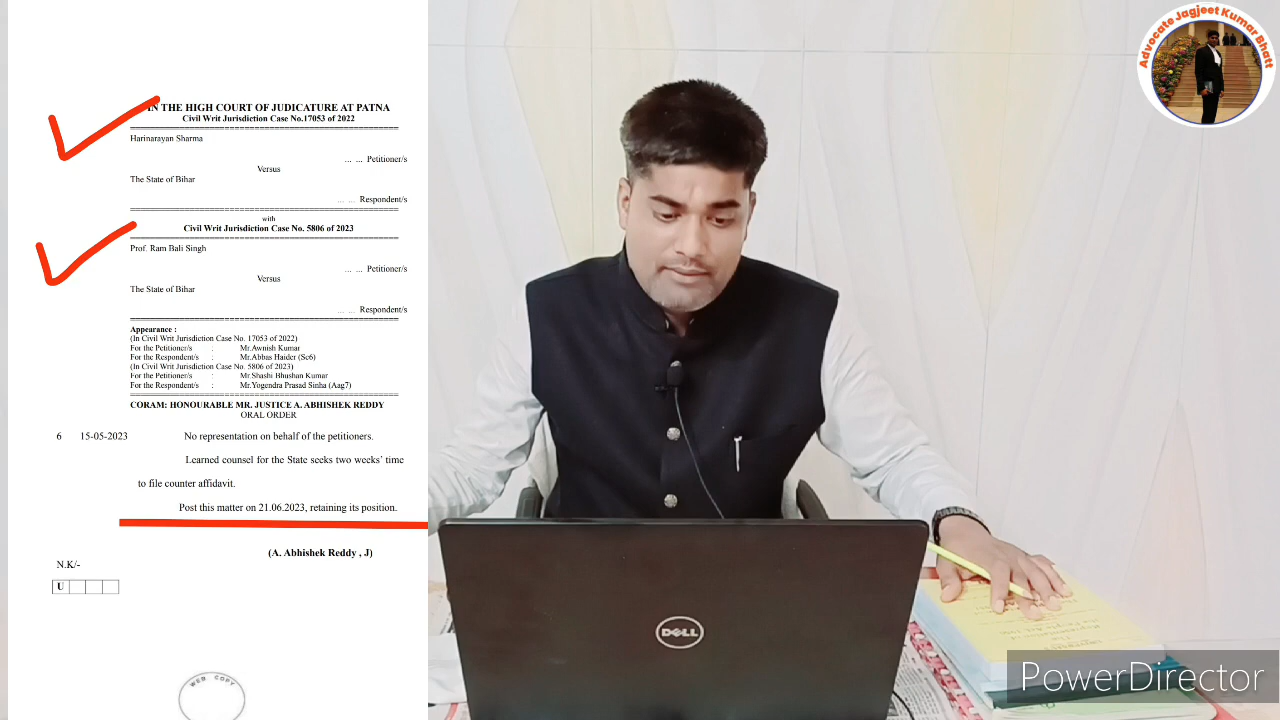 IN THE HIGH COURT OF JUDICATURE AT PATNA
Civil Writ Jurisdiction Case No.17053 of 2022
Harinarayan Sharma
... ... Petitioner/s
Versus
The State of Bihar
... ... Respondent/s
with
Civil Writ Jurisdiction Case No. 5806 of 2023
Prof. Ram Bali Singh
... ... Petitioner/s
Versus
The State of Bihar
... ... Respondent/s
Appearance :
(In Civil Writ Jurisdiction Case No. 17053 of 2022)
For the Petitioner/s : Mr.Awnish Kumar
For the Respondent/s : Mr.Abbas Haider (Sc6)
(In Civil Writ Jurisdiction Case No. 5806 of 2023)
For the Petitioner/s : Mr.Shashi Bhushan Kumar
For the Respondent/s : Mr.Yogendra Prasad Sinha (Aag7)
CORAM: HONOURABLE MR. JUSTICE A. ABHISHEK REDDY
ORAL ORDER
6 15-05-2023 No representation on behalf of the petitioners.
Learned counsel for the State seeks two weeks' time
to file counter affidavit.
Post this matter on 21.06.2023, retaining its position.
(A. Abhishek Reddy , J)
N.K/-
U
WEB COPY
Advocate Jagjeet Kumar Bhatt
DELL
PowerDirector